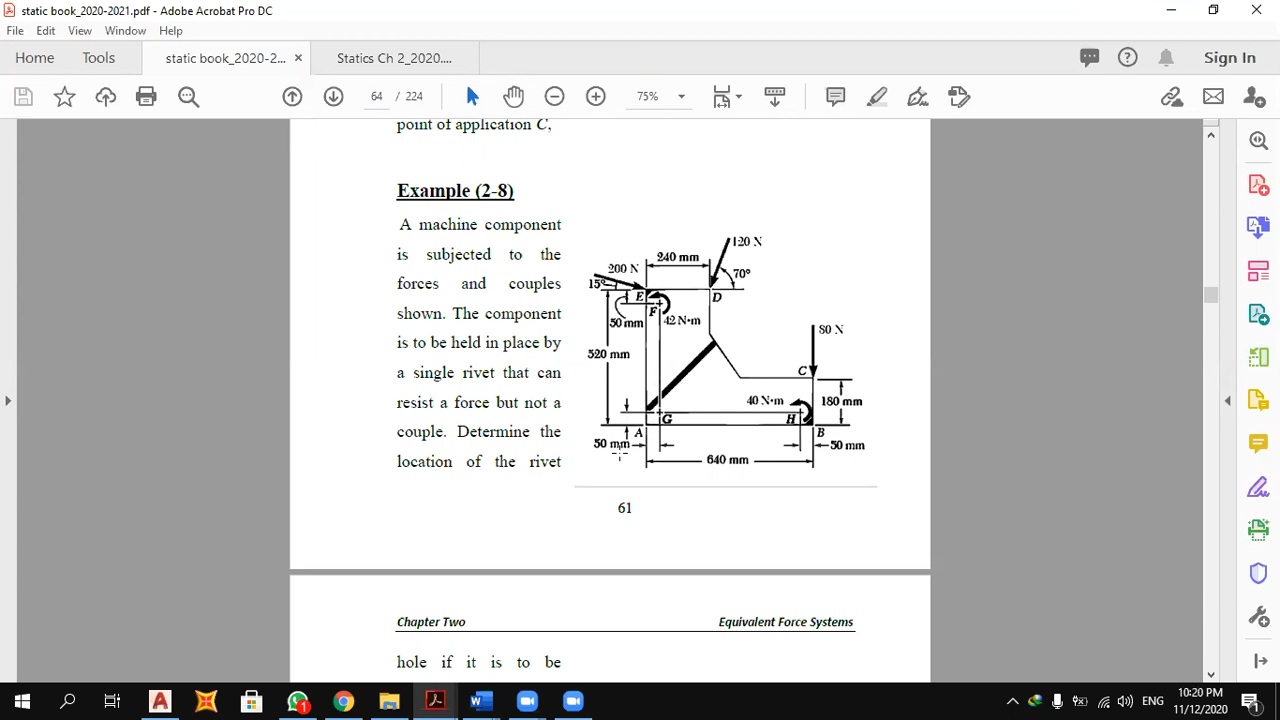 static book_2020-2021.pdf - Adobe Acrobat Pro DC
File Edit View Window Help
Home Tools static book_2020-2... × Statics Ch 2_2020.... ? Sign In
64 / 224 75%
point of application C,
Example (2-8)
A machine component
is subjected to the
forces and couples
shown. The component
is to be held in place by
a single rivet that can
resist a force but not a
couple. Determine the
location of the rivet
120 N
240 mm
200 N
70°
15°
E
D
F
50 mm
42 N•m
80 N
520 mm
C
40 N•m
180 mm
G
H
A
B
50 mm
50 mm
640 mm
61
Chapter Two Equivalent Force Systems
hole if it is to be
1
ENG
10:20 PM
11/12/2020
1